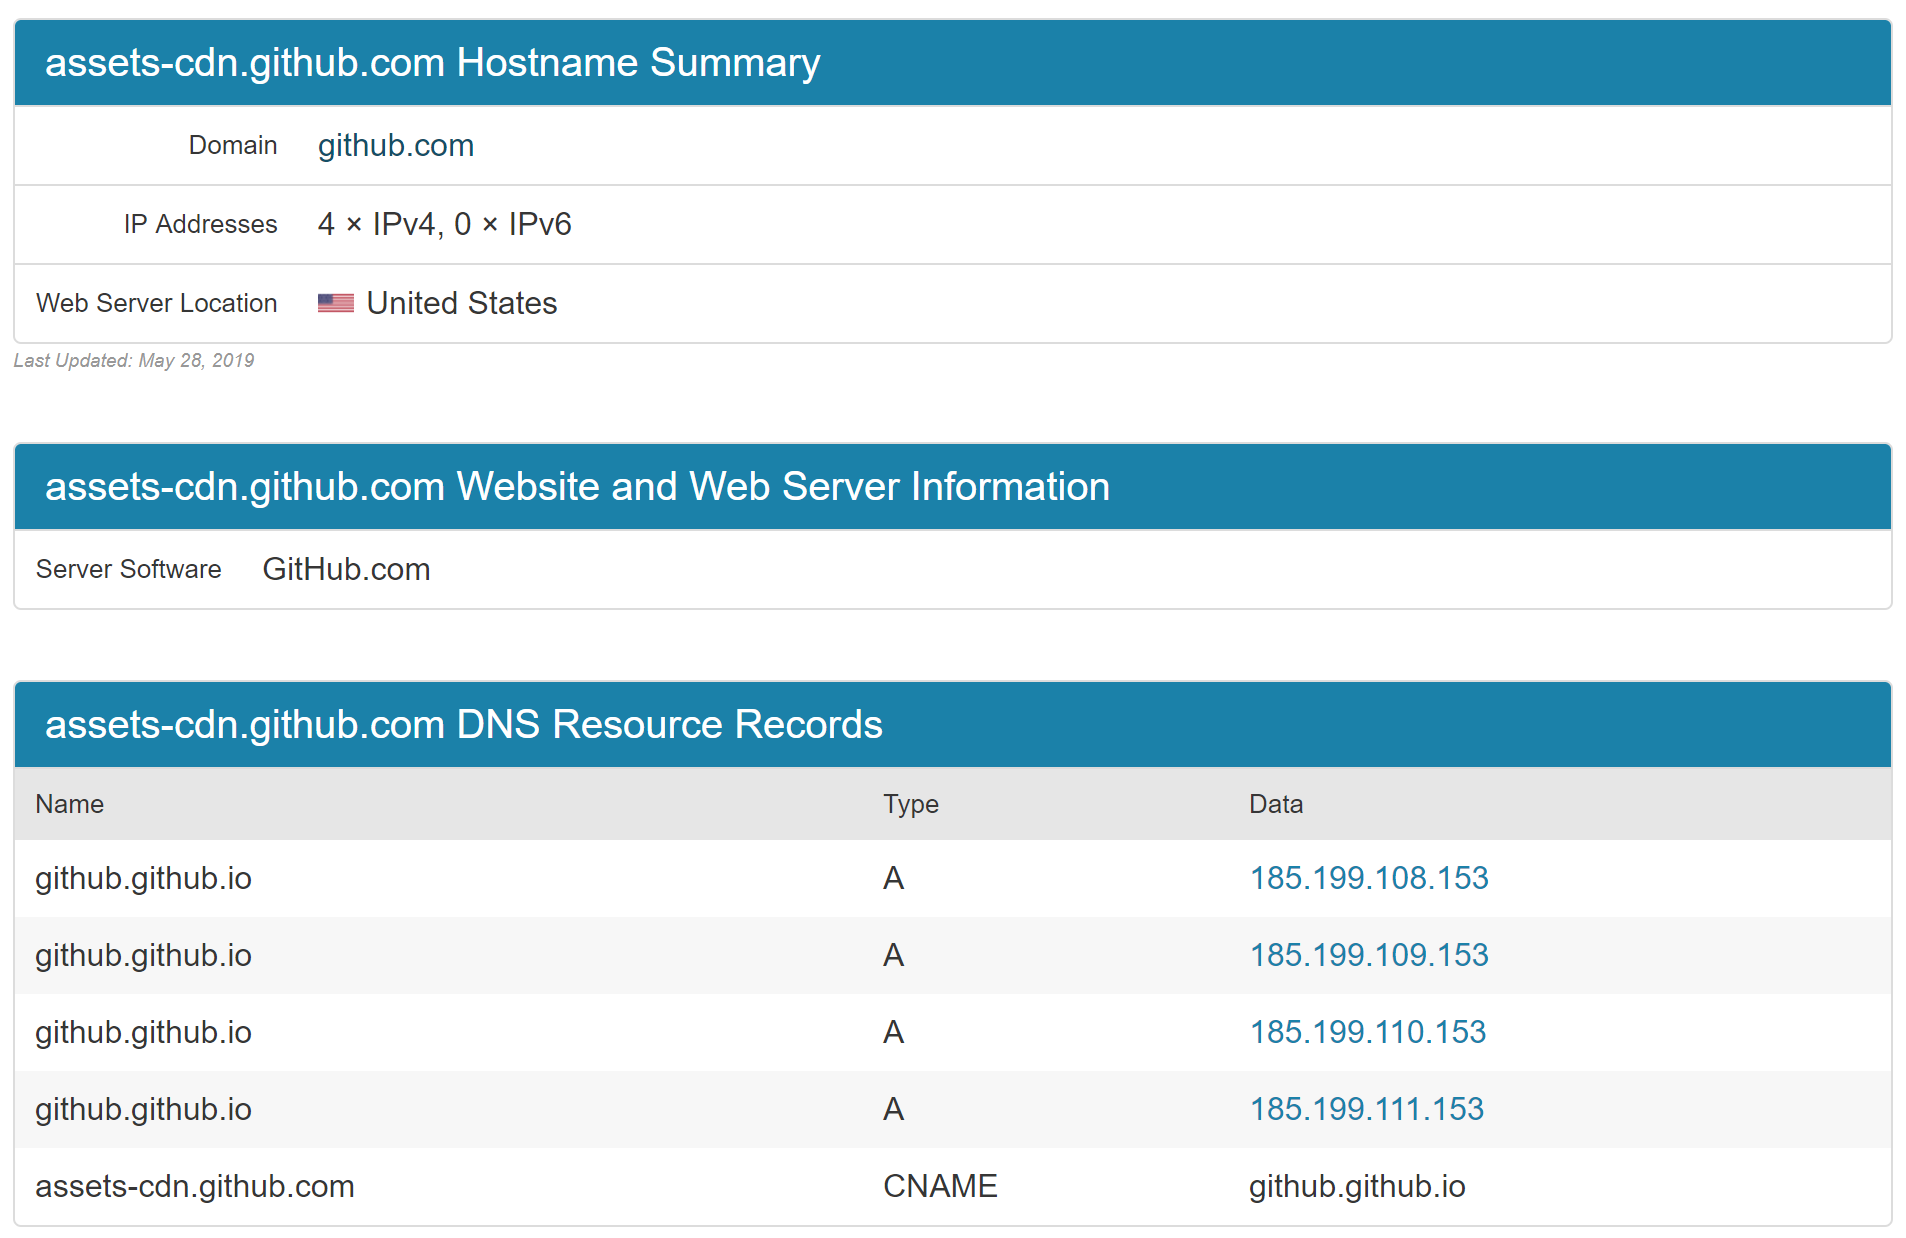 assets-cdn.github.com Hostname Summary
Domain github.com
IP Addresses 4 × IPv4, 0 × IPv6
Web Server Location United States
Last Updated: May 28, 2019
assets-cdn.github.com Website and Web Server Information
Server Software GitHub.com
assets-cdn.github.com DNS Resource Records
Name Type Data
github.github.io A 185.199.108.153
github.github.io A 185.199.109.153
github.github.io A 185.199.110.153
github.github.io A 185.199.111.153
assets-cdn.github.com CNAME github.github.io